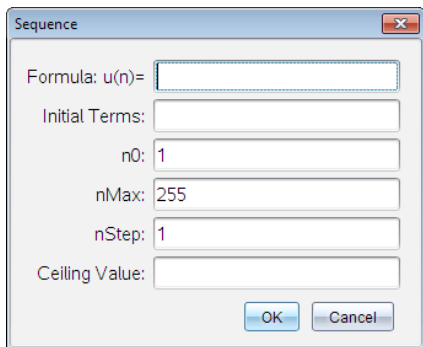 Sequence
Formula: u(n)=
Initial Terms:
n0: 1
nMax: 255
nStep: 1
Ceiling Value:
OK Cancel